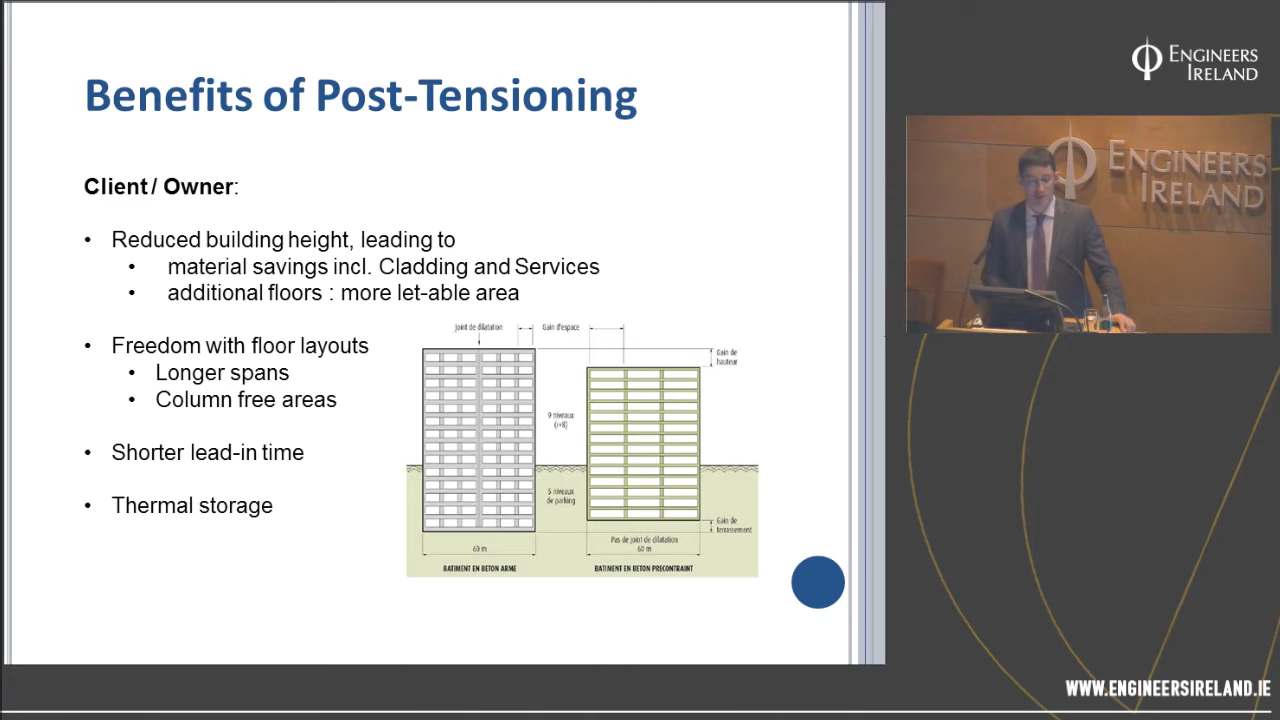 Benefits of Post-Tensioning
Client / Owner:
• Reduced building height, leading to
• material savings incl. Cladding and Services
• additional floors : more let-able area
• Freedom with floor layouts
• Longer spans
• Column free areas
• Shorter lead-in time
• Thermal storage
Joint de dilatation
Gain d'espace
Gain de
hauteur
9 niveaux
(r+8)
5 niveaux
de parking
Gain de
terrassement
Pas de joint de dilatation
60 m
60 m
BATIMENT EN BETON ARME
BATIMENT EN BETON PRECONTRAINT
ENGINEERS
IRELAND
ENGINEERS
IRELAND
WWW.ENGINEERSIRELAND.IE